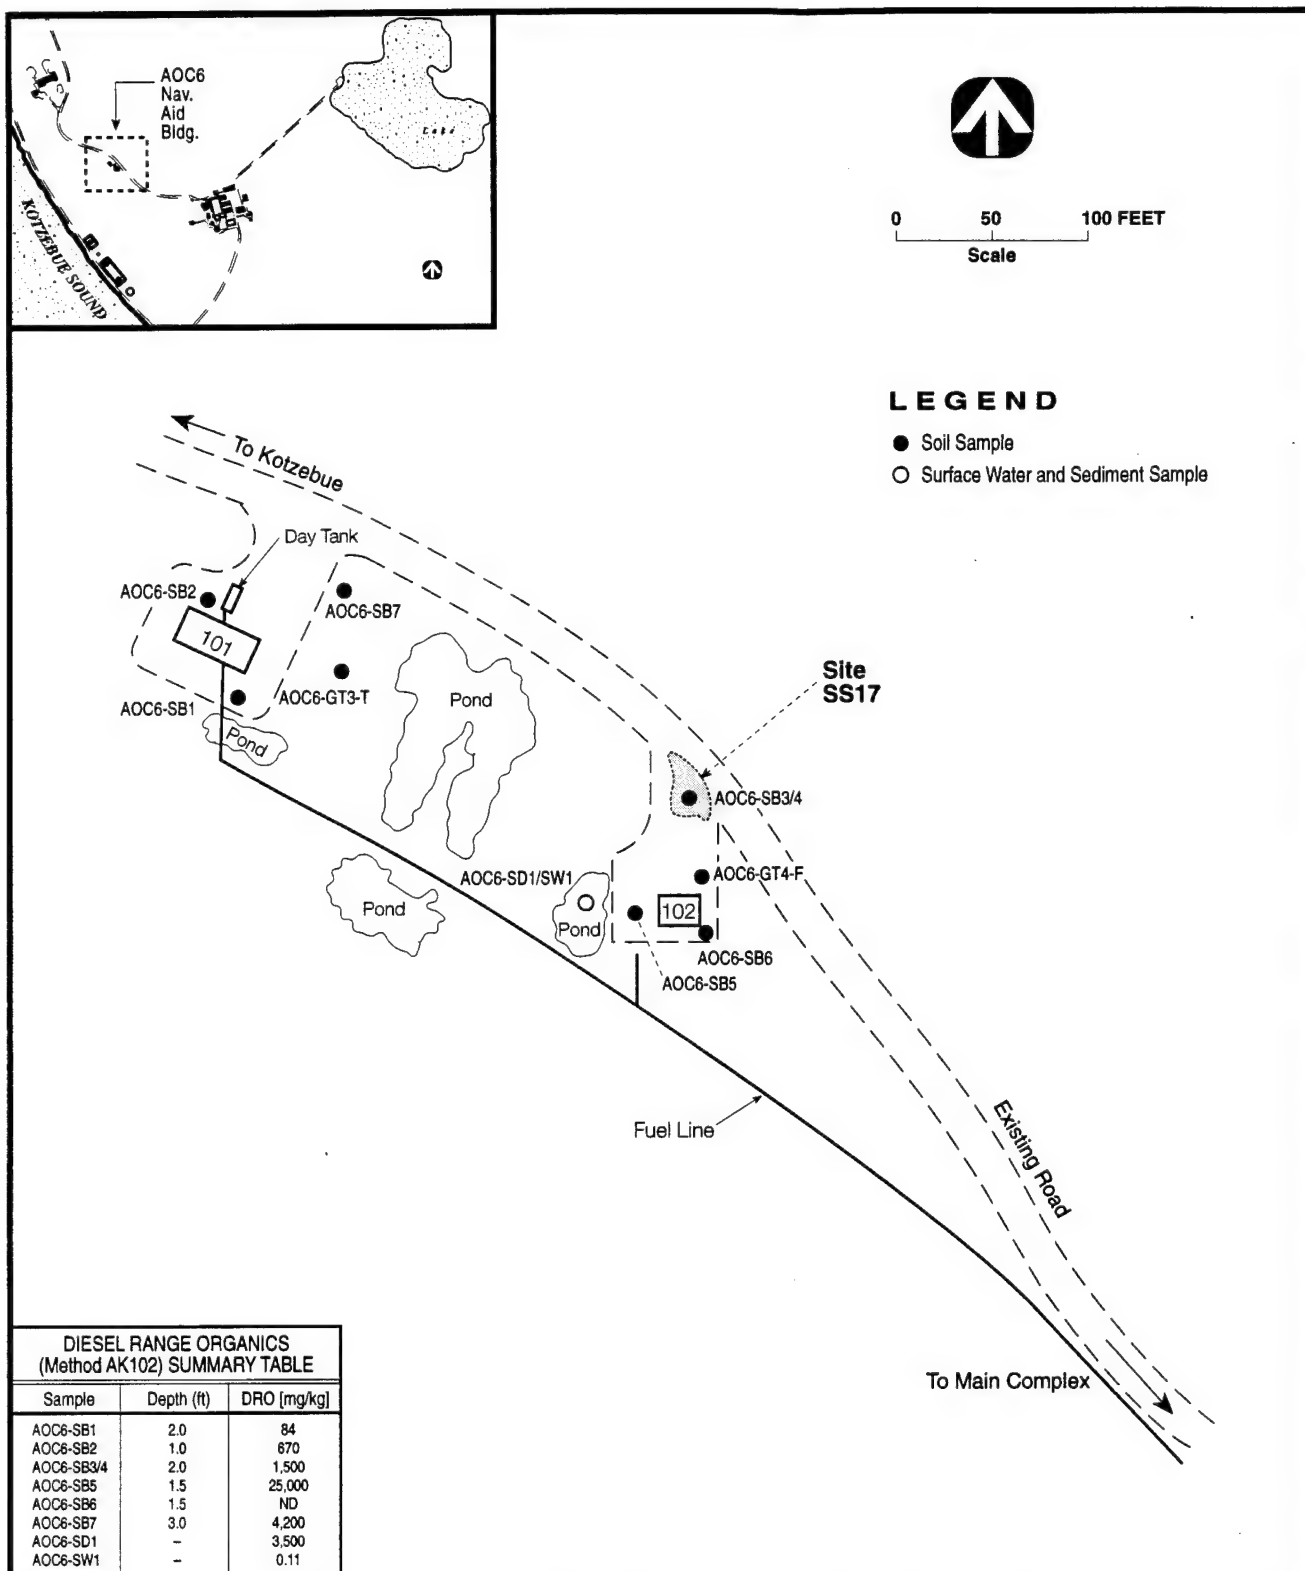 AOC6
Nav.
Aid
Bldg.
Lake
KOTZEBUE SOUND
0 50 100 FEET
Scale
LEGEND
Soil Sample
Surface Water and Sediment Sample
To Kotzebue
Day Tank
AOC6-SB2
AOC6-SB7
101
AOC6-SB1
AOC6-GT3-T
Pond
Pond
Site
SS17
AOC6-SB3/4
AOC6-SD1/SW1
AOC6-GT4-F
Pond
102
Pond
AOC6-SB6
AOC6-SB5
Fuel Line
Existing Road
To Main Complex
DIESEL RANGE ORGANICS
(Method AK102) SUMMARY TABLE
Sample Depth (ft) DRO [mg/kg]
AOC6-SB1 2.0 84
AOC6-SB2 1.0 670
AOC6-SB3/4 2.0 1,500
AOC6-SB5 1.5 25,000
AOC6-SB6 1.5 ND
AOC6-SB7 3.0 4,200
AOC6-SD1 – 3,500
AOC6-SW1 – 0.11